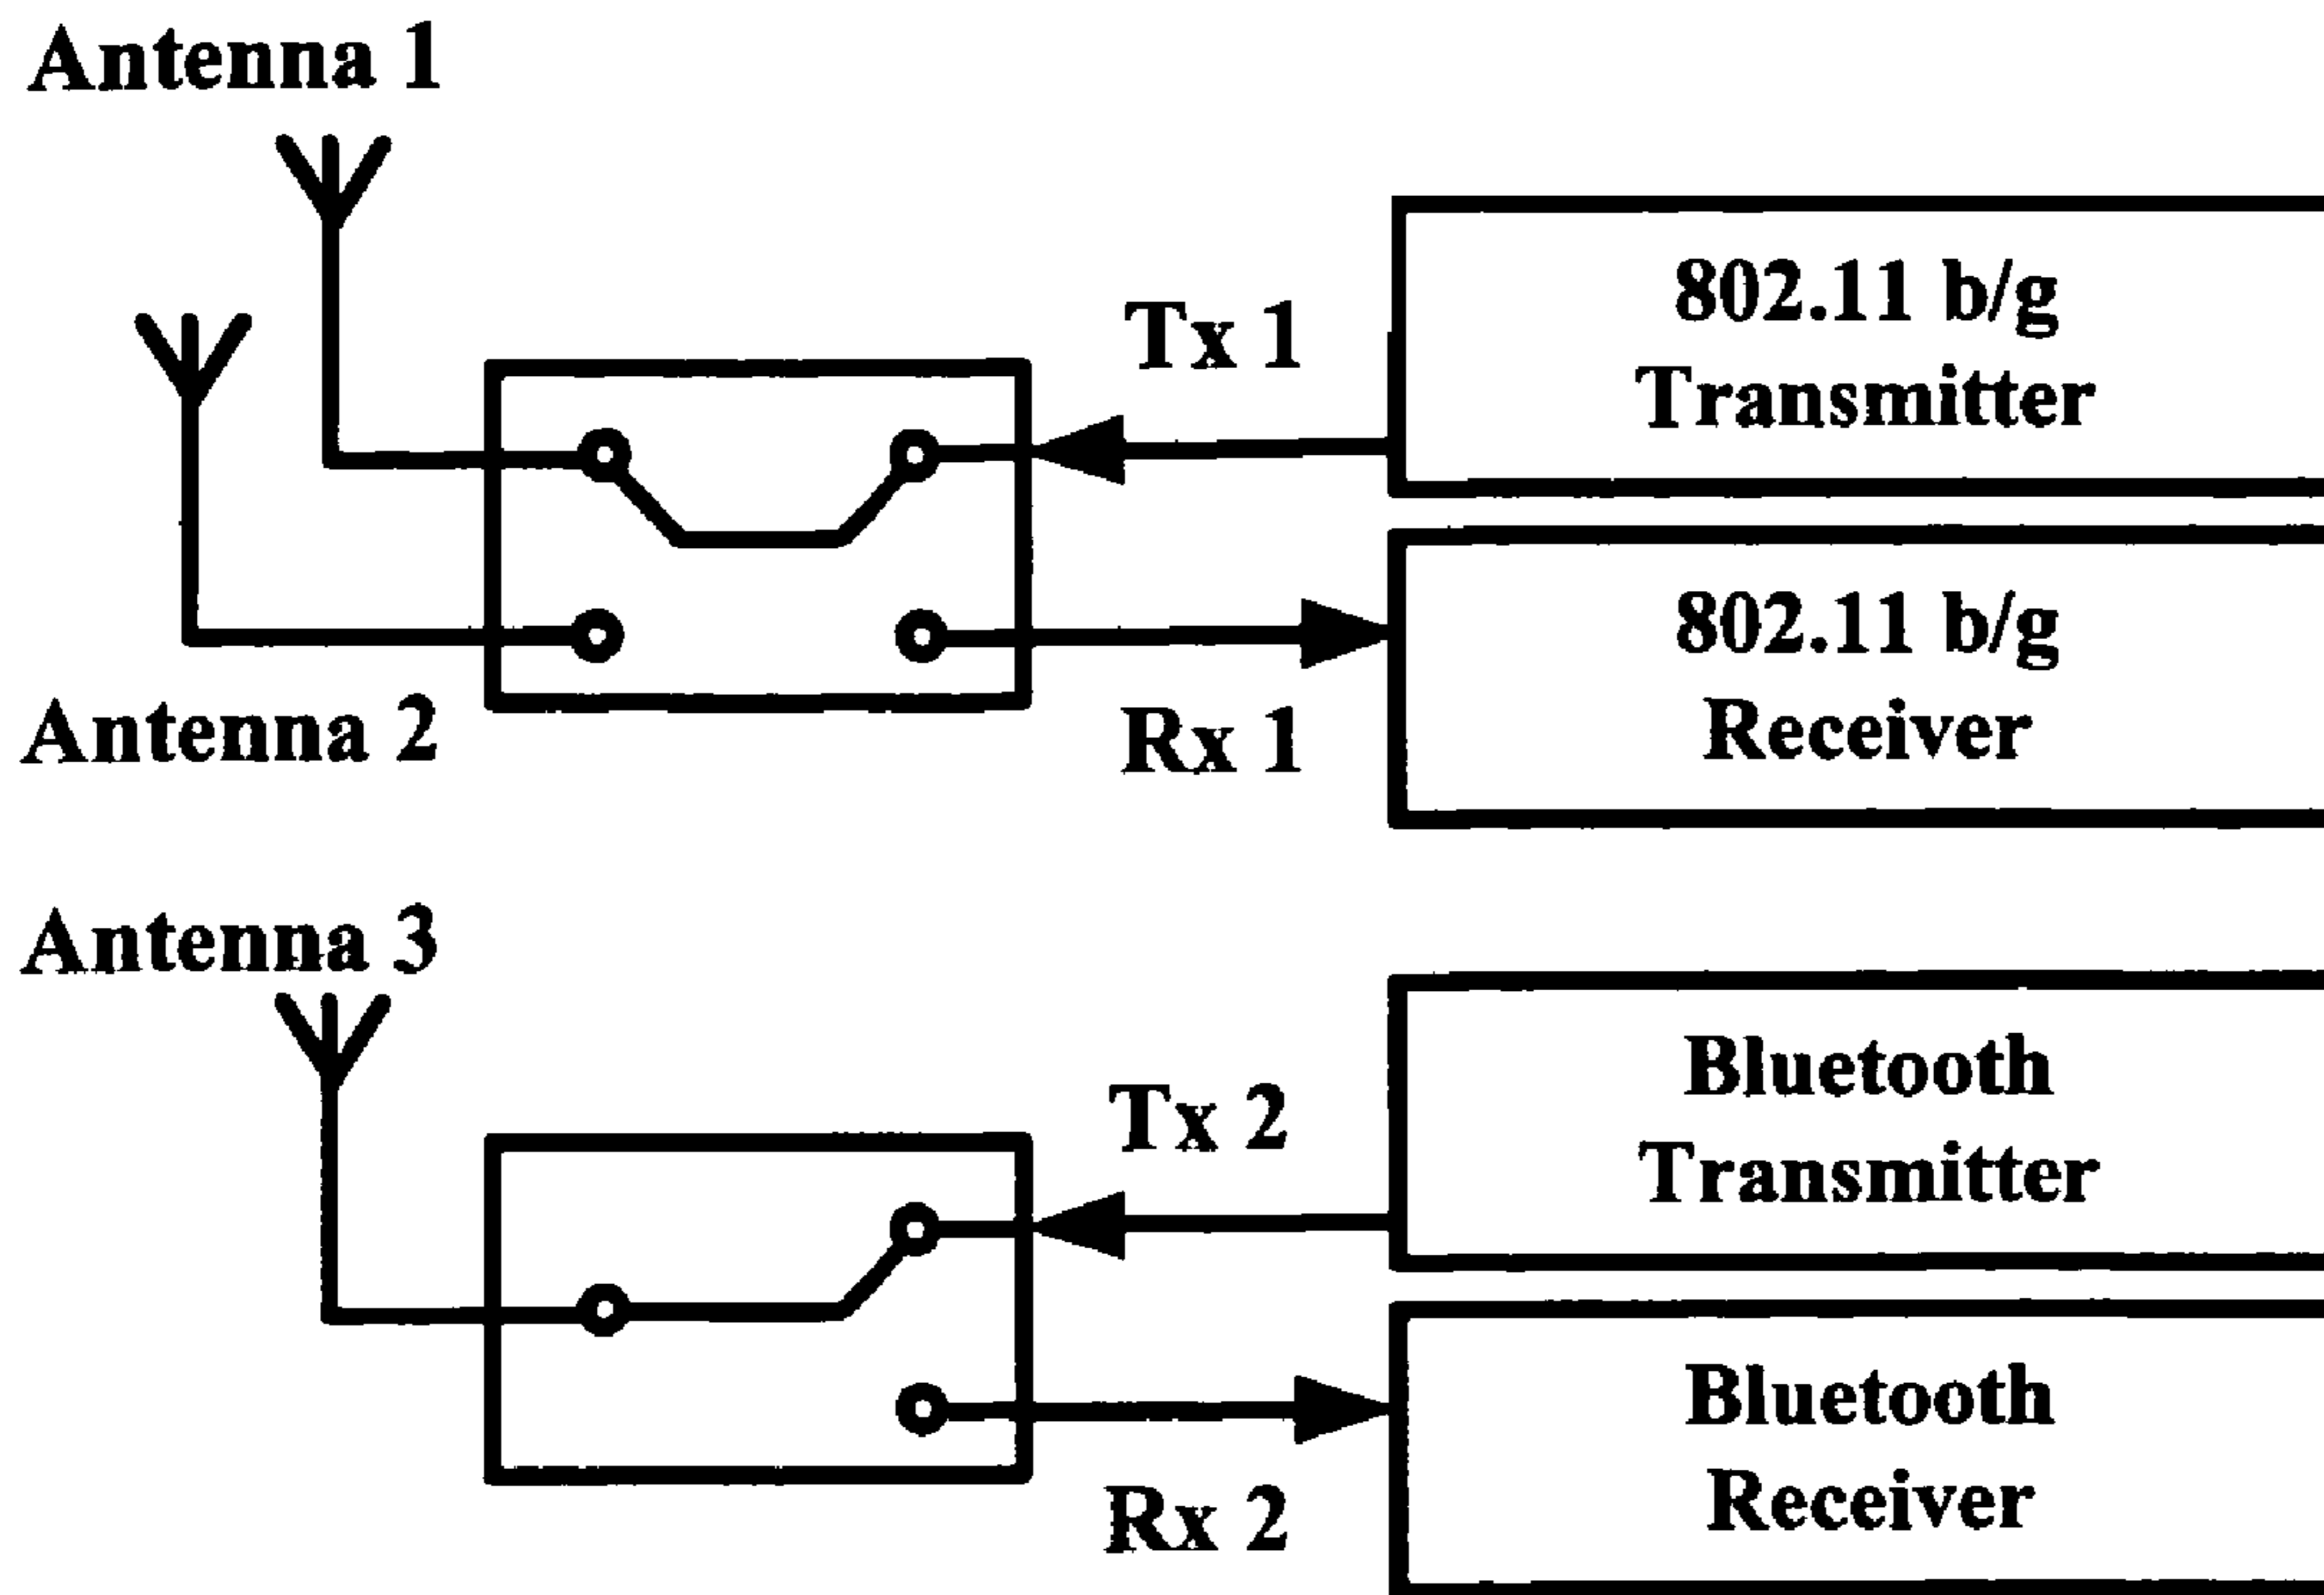 Antenna 1
802.11 b/g
Transmitter
Tx 1
802.11 b/g
Receiver
Antenna 2
Rx 1
Antenna 3
Bluetooth
Transmitter
Tx 2
Bluetooth
Receiver
Rx 2